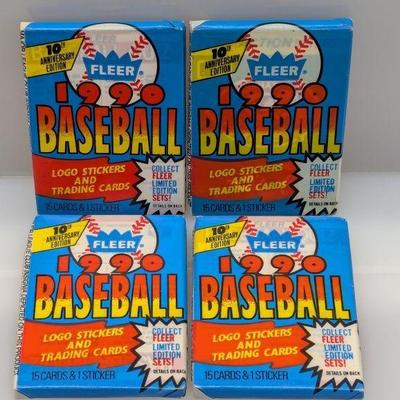 10TH
ANNIVERSARY
EDITION
FLEER
1990
BASEBALL
LOGO STICKERS
AND
TRADING CARDS
COLLECT
FLEER
LIMITED
EDITION
SETS!
DETAILS ON BACK
15 CARDS & 1 STICKER
10TH
ANNIVERSARY
EDITION
FLEER
1990
BASEBALL
LOGO STICKERS
AND
TRADING CARDS
COLLECT
FLEER
LIMITED
EDITION
SETS!
DETAILS ON BACK
15 CARDS & 1 STICKER
10TH
ANNIVERSARY
EDITION
FLEER
1990
BASEBALL
LOGO STICKERS
AND
TRADING CARDS
COLLECT
FLEER
LIMITED
EDITION
SETS!
DETAILS ON BACK
15 CARDS & 1 STICKER
10TH
ANNIVERSARY
EDITION
FLEER
1990
BASEBALL
LOGO STICKERS
AND
TRADING CARDS
COLLECT
FLEER
LIMITED
EDITION
SETS!
DETAILS ON BACK
15 CARDS & 1 STICKER